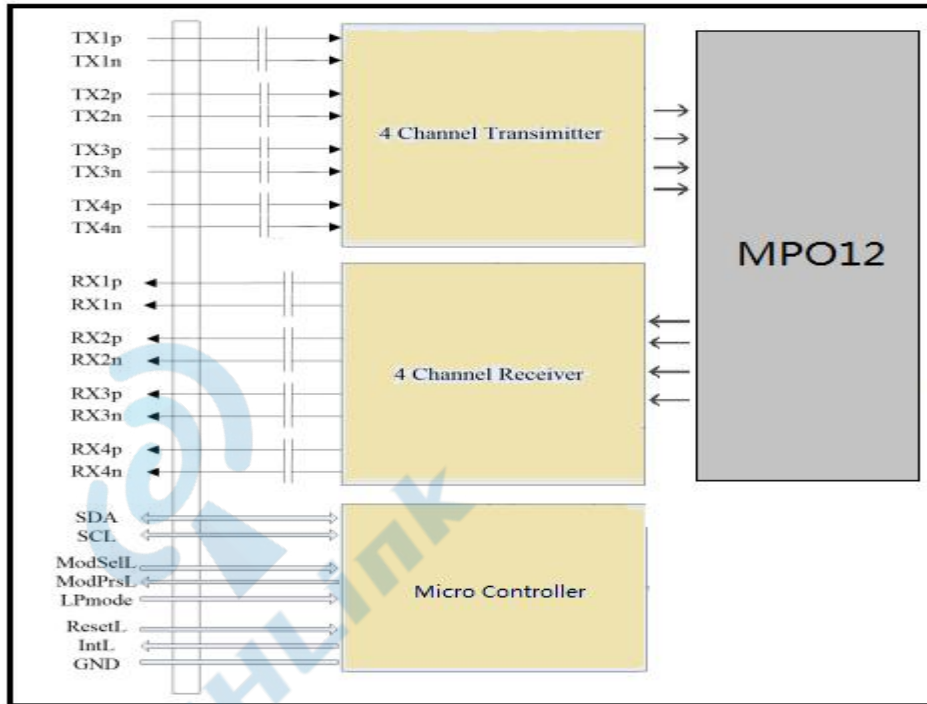 TX1p
TX1n
TX2p
TX2n
TX3p
TX3n
TX4p
TX4n
4 Channel Transimitter
MPO12
RX1p
RX1n
RX2p
RX2n
RX3p
RX3n
RX4p
RX4n
4 Channel Receiver
SDA
SCL
ModSelL
ModPrsL
LPmode
ResetL
IntL
GND
Micro Controller
HLink